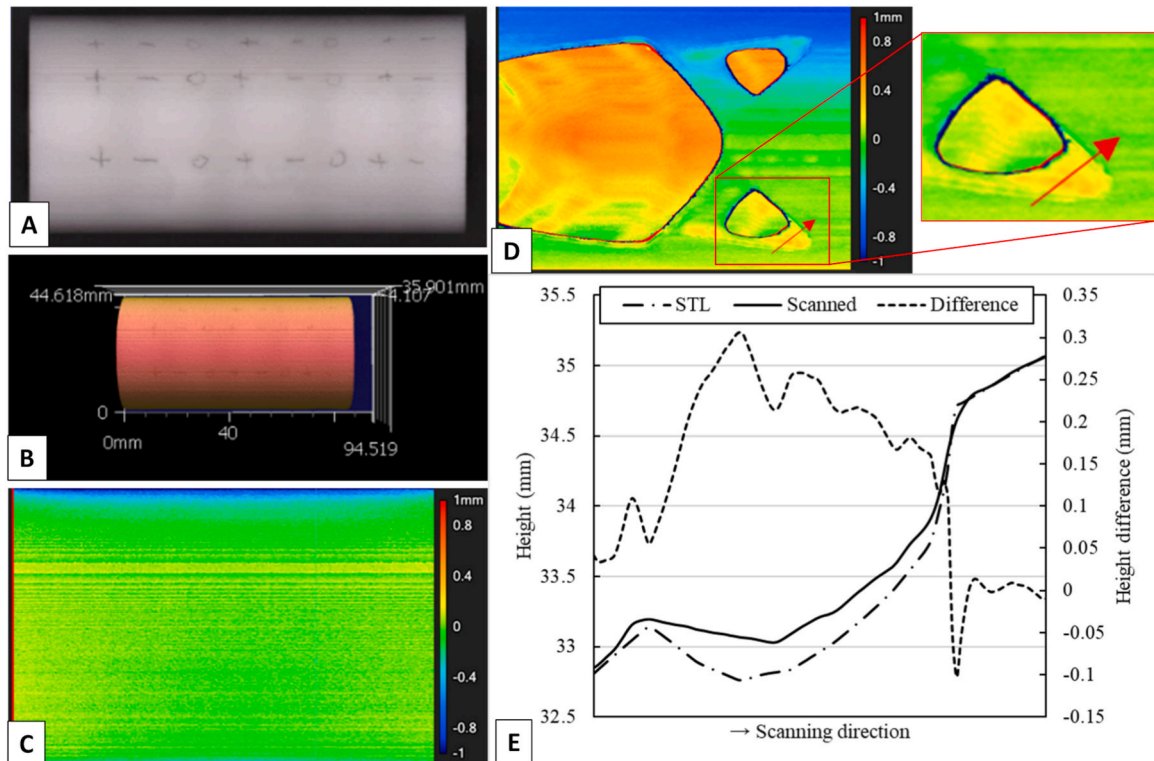 A
+ − ○ + − ○ + −
+ − ○ + − ○ + −
+ − ○ + − ○ + −
B
44.618mm
4.107
35.901mm
0
0mm
40
94.519
C
1mm
0.8
0.4
0
-0.4
-0.8
-1
D
1mm
0.8
0.4
0
-0.4
-0.8
-1
E
STL Scanned Difference
35.5
35
34.5
34
33.5
33
32.5
Height (mm)
0.35
0.3
0.25
0.2
0.15
0.1
0.05
0
-0.05
-0.1
-0.15
Height difference (mm)
→ Scanning direction